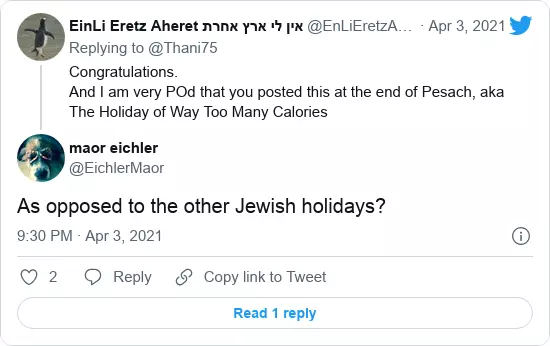 EinLi Eretz Aheret אין לי ארץ אחרת @EnLiEretzA… · Apr 3, 2021
Replying to @Thani75
Congratulations.
And I am very POd that you posted this at the end of Pesach, aka
The Holiday of Way Too Many Calories
maor eichler
@EichlerMaor
As opposed to the other Jewish holidays?
9:30 PM · Apr 3, 2021
2 Reply Copy link to Tweet
Read 1 reply